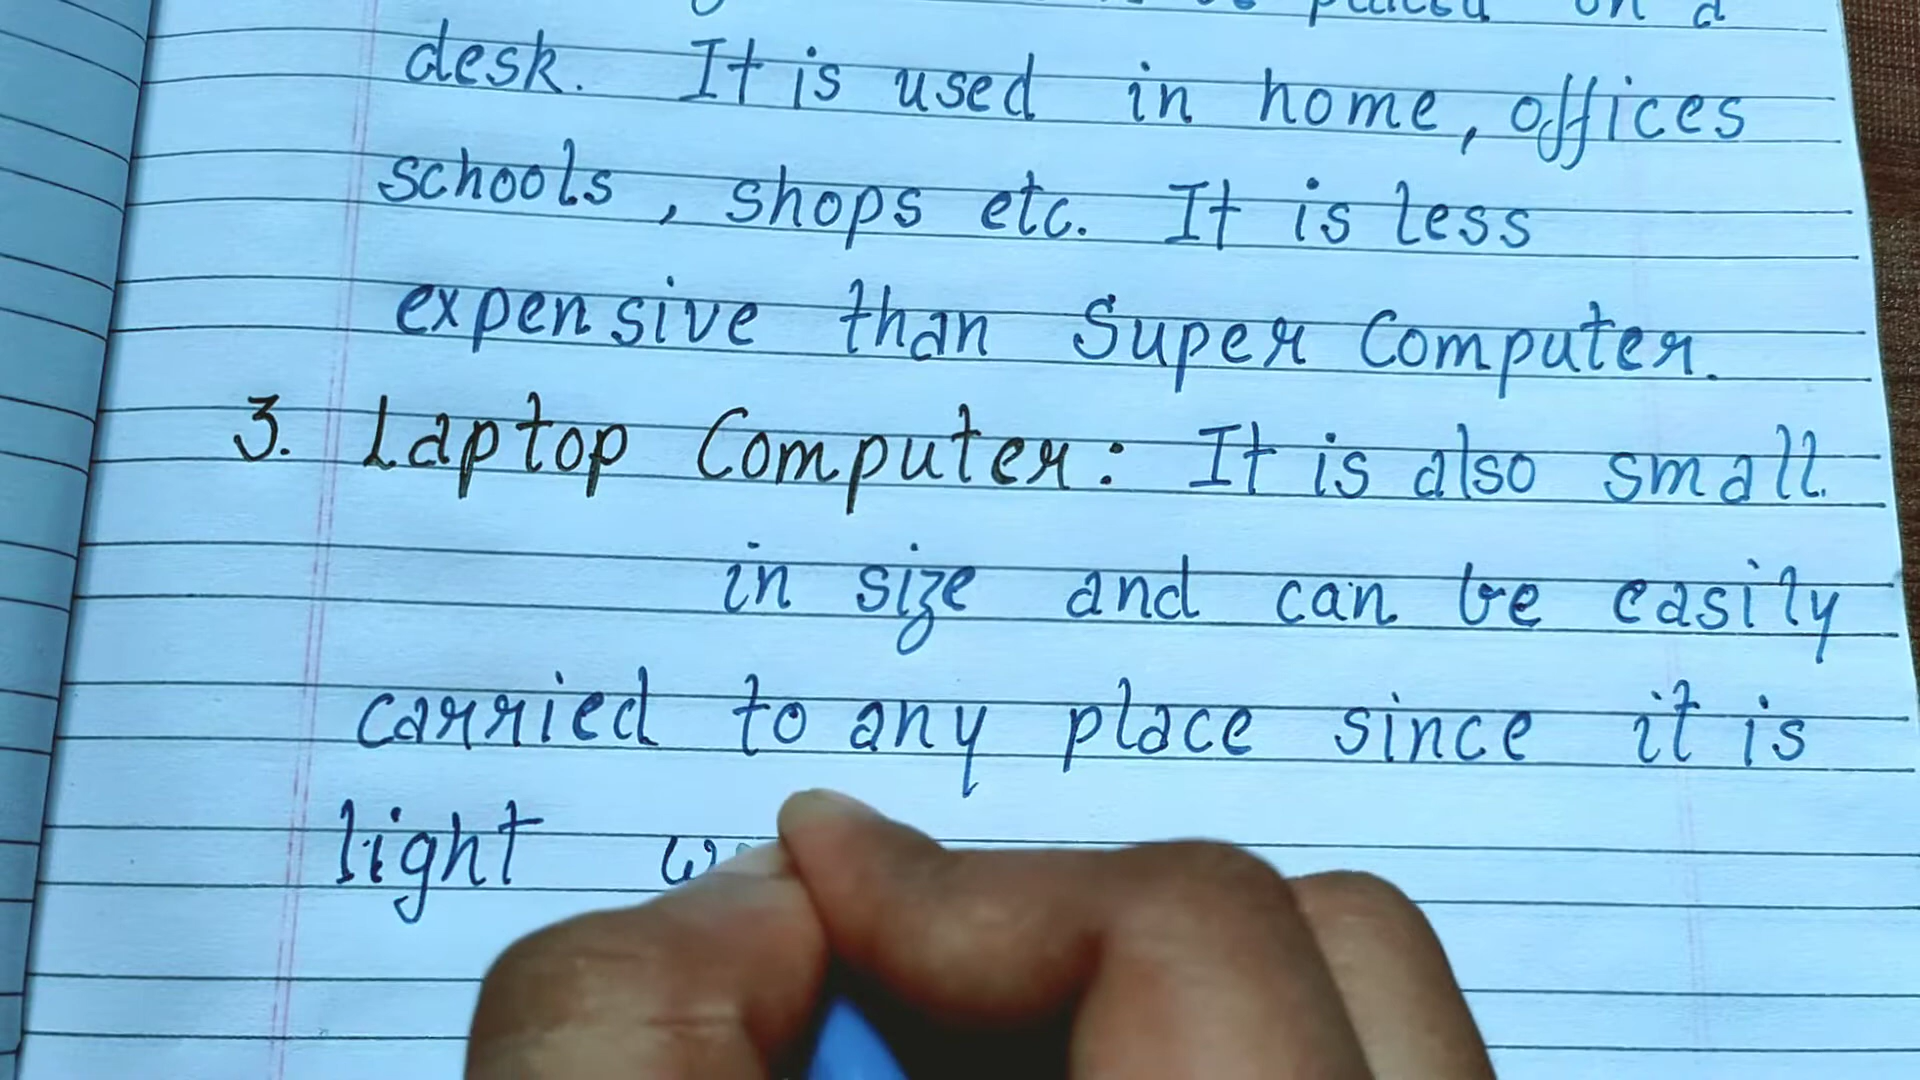 placed on a
desk. It is used in home, offices
schools, shops etc. It is less
expensive than Super Computer.
3. Laptop Computer: It is also small
in size and can be easily
carried to any place since it is
light